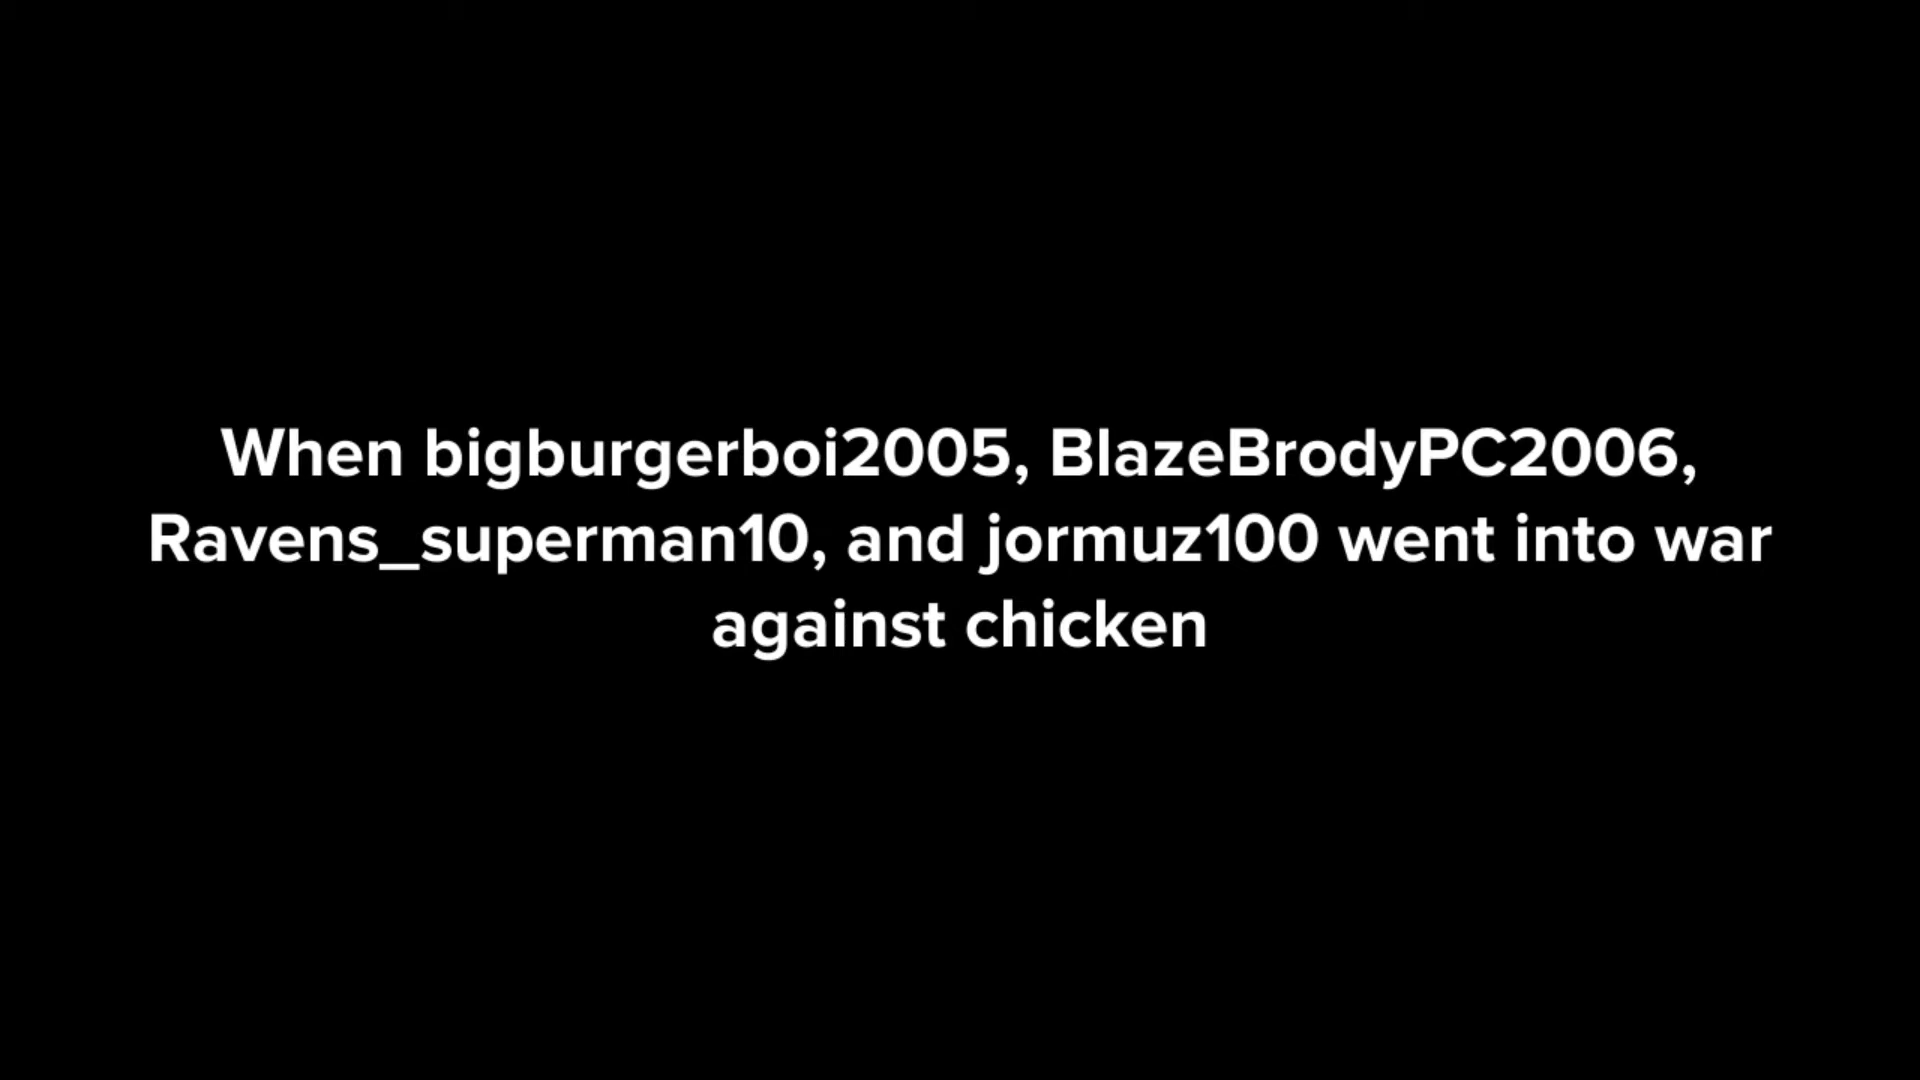 When bigburgerboi2005, BlazeBrodyPC2006,
Ravens_superman10, and jormuz100 went into war
against chicken